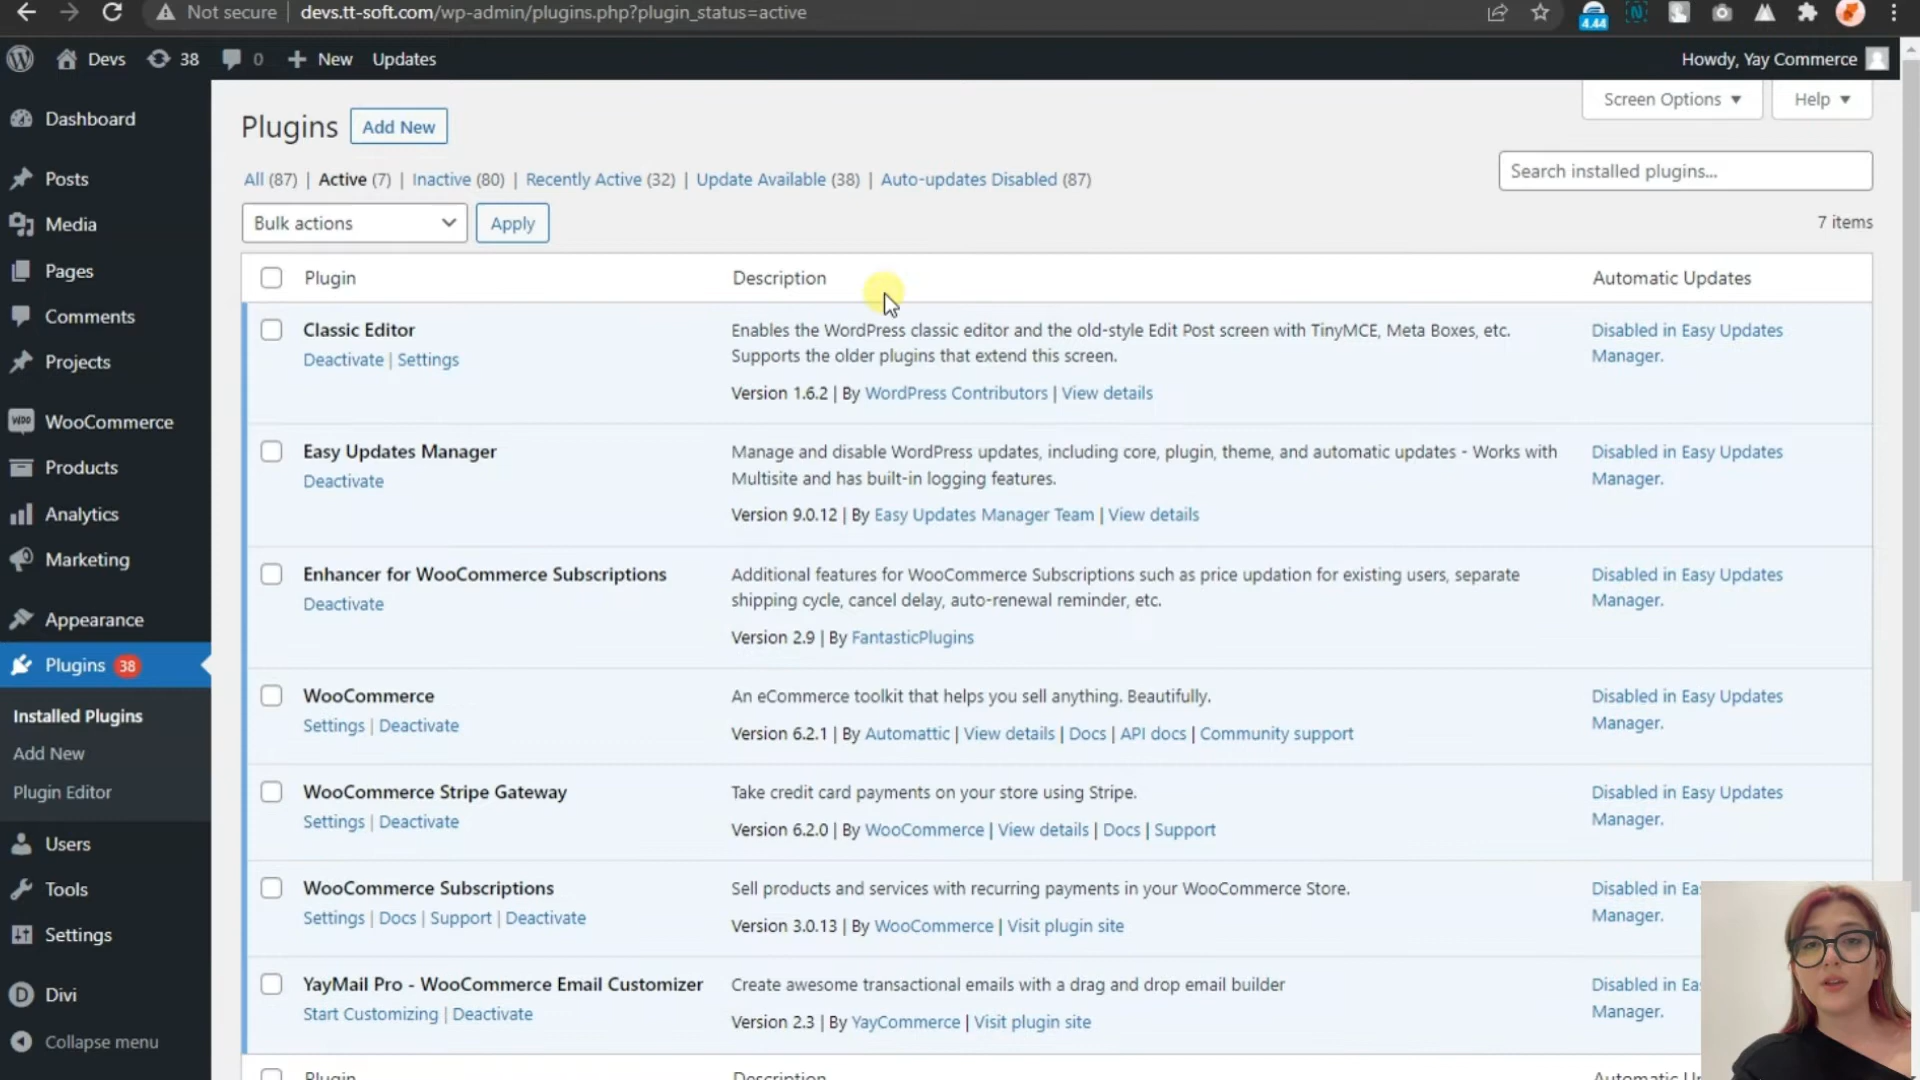 Not secure devs.tt-soft.com/wp-admin/plugins.php?plugin_status=active
4.44
Devs 38 0 New Updates
Howdy, Yay Commerce
Dashboard
Posts
Media
Pages
Comments
Projects
WooCommerce
Products
Analytics
Marketing
Appearance
Plugins 38
Installed Plugins
Add New
Plugin Editor
Users
Tools
Settings
Divi
Collapse menu
Screen Options Help
Plugins Add New
All (87) | Active (7) | Inactive (80) | Recently Active (32) | Update Available (38) | Auto-updates Disabled (87)
Search installed plugins...
Bulk actions Apply
7 items
Plugin Description Automatic Updates
Classic Editor
Deactivate | Settings
Enables the WordPress classic editor and the old-style Edit Post screen with TinyMCE, Meta Boxes, etc.
Supports the older plugins that extend this screen.
Version 1.6.2 | By WordPress Contributors | View details
Disabled in Easy Updates
Manager.
Easy Updates Manager
Deactivate
Manage and disable WordPress updates, including core, plugin, theme, and automatic updates - Works with
Multisite and has built-in logging features.
Version 9.0.12 | By Easy Updates Manager Team | View details
Disabled in Easy Updates
Manager.
Enhancer for WooCommerce Subscriptions
Deactivate
Additional features for WooCommerce Subscriptions such as price updation for existing users, separate
shipping cycle, cancel delay, auto-renewal reminder, etc.
Version 2.9 | By FantasticPlugins
Disabled in Easy Updates
Manager.
WooCommerce
Settings | Deactivate
An eCommerce toolkit that helps you sell anything. Beautifully.
Version 6.2.1 | By Automattic | View details | Docs | API docs | Community support
Disabled in Easy Updates
Manager.
WooCommerce Stripe Gateway
Settings | Deactivate
Take credit card payments on your store using Stripe.
Version 6.2.0 | By WooCommerce | View details | Docs | Support
Disabled in Easy Updates
Manager.
WooCommerce Subscriptions
Settings | Docs | Support | Deactivate
Sell products and services with recurring payments in your WooCommerce Store.
Version 3.0.13 | By WooCommerce | Visit plugin site
Disabled in Ea
Manager.
YayMail Pro - WooCommerce Email Customizer
Start Customizing | Deactivate
Create awesome transactional emails with a drag and drop email builder
Version 2.3 | By YayCommerce | Visit plugin site
Disabled in Ea
Manager.
Plugin Description